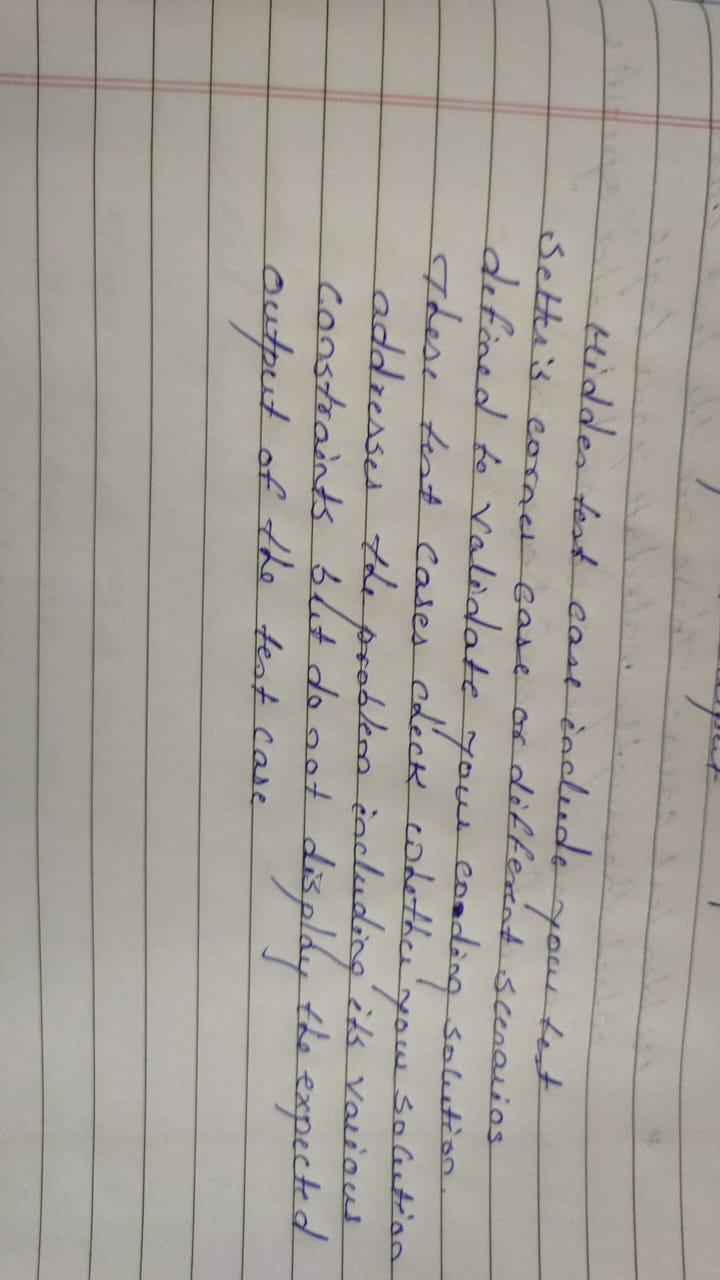 Hidden test case include your test
setter's corner case or different scenarios
defined to validate your coding solution.
These test cases check whether your solution
addresses the problem including its various
constraints but do not display the expected
output of the test case